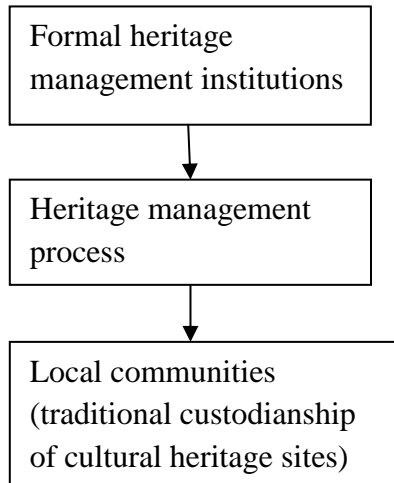 Formal heritage
management institutions
Heritage management
process
Local communities
(traditional custodianship
of cultural heritage sites)